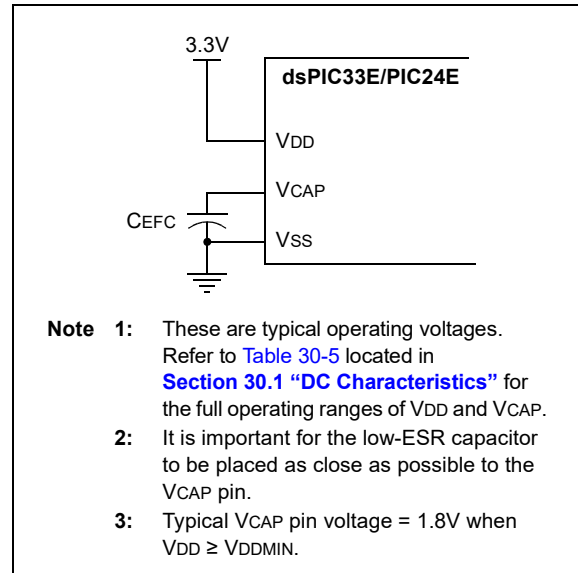 3.3V
dsPIC33E/PIC24E
VDD
VCAP
CEFC
VSS
Note 1: These are typical operating voltages.
Refer to Table 30-5 located in
Section 30.1 “DC Characteristics” for
the full operating ranges of VDD and VCAP.
2: It is important for the low-ESR capacitor
to be placed as close as possible to the
VCAP pin.
3: Typical VCAP pin voltage = 1.8V when
VDD ≥ VDDMIN.